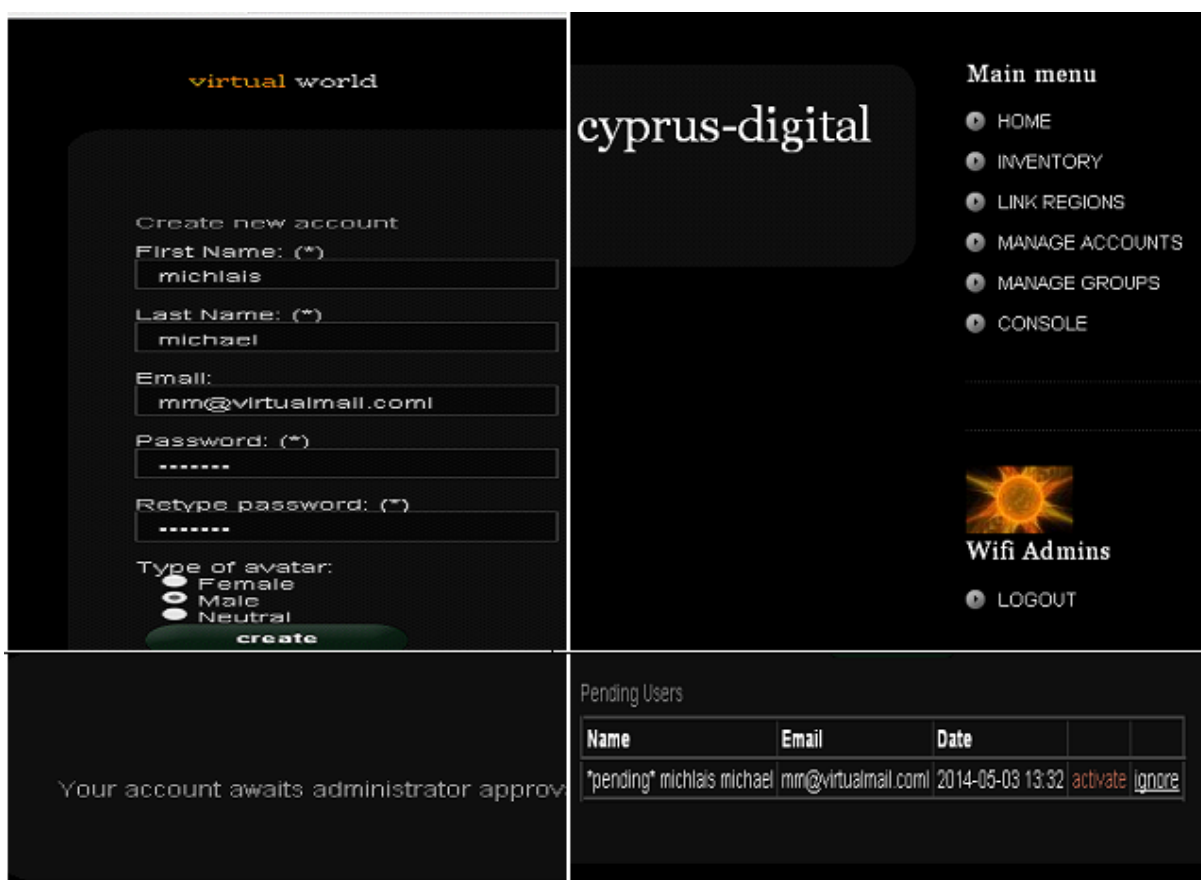 virtual world
Create new account
First Name: (*)
michlais
Last Name: (*)
michael
Email:
mm@virtualmail.coml
Password: (*)
•••••••
Retype password: (*)
•••••••
Type of avatar:
Female
Male
Neutral
create
cyprus-digital
Main menu
HOME
INVENTORY
LINK REGIONS
MANAGE ACCOUNTS
MANAGE GROUPS
CONSOLE
Wifi Admins
LOGOUT
Your account awaits administrator approv
Pending Users
Name Email Date
*pending* michlais michael mm@virtualmail.coml 2014-05-03 13:32 activate ignore